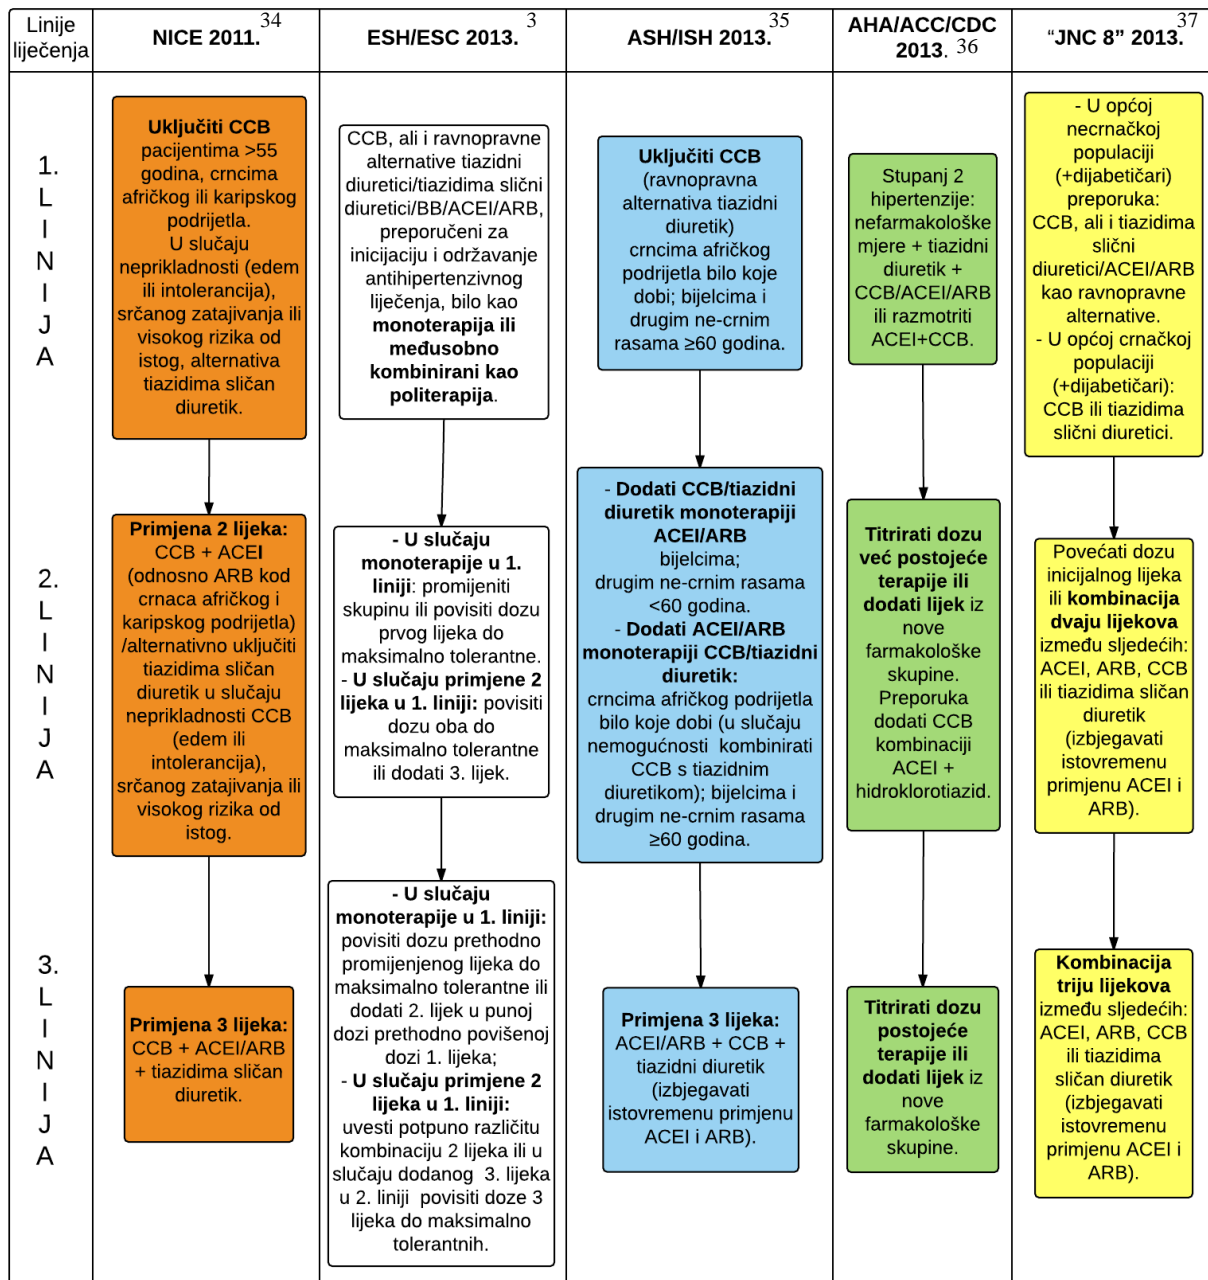 Linije
liječenja
NICE 2011. 34
ESH/ESC 2013. 3
ASH/ISH 2013. 35
AHA/ACC/CDC
2013. 36
“JNC 8” 2013. 37
1.
L
I
N
I
J
A
Uključiti CCB
pacijentima >55
godina, crncima
afričkog ili karipskog
podrijetla.
U slučaju
neprikladnosti (edem
ili intolerancija),
srčanog zatajivanja ili
visokog rizika od
istog, alternativa
tiazidima sličan
diuretik.
CCB, ali i ravnopravne
alternative tiazidni
diuretici/tiazidima slični
diuretici/BB/ACEI/ARB,
preporučeni za
inicijaciju i održavanje
antihipertenzivnog
liječenja, bilo kao
monoterapija ili
međusobno
kombinirani kao
politerapija.
Uključiti CCB
(ravnopravna
alternativa tiazidni
diuretik)
crncima afričkog
podrijetla bilo koje
dobi; bijelcima i
drugim ne-crnim
rasama ≥60 godina.
Stupanj 2
hipertenzije:
nefarmakološke
mjere + tiazidni
diuretik +
CCB/ACEI/ARB
ili razmotriti
ACEI+CCB.
- U općoj
necrnačkoj
populaciji
(+dijabetičari)
preporuka:
CCB, ali i tiazidima
slični
diuretici/ACEI/ARB
kao ravnopravne
alternative.
- U općoj crnačkoj
populaciji
(+dijabetičari):
CCB ili tiazidima
slični diuretici.
2.
L
I
N
I
J
A
Primjena 2 lijeka:
CCB + ACEI
(odnosno ARB kod
crnaca afričkog i
karipskog podrijetla)
/alternativno uključiti
tiazidima sličan
diuretik u slučaju
neprikladnosti CCB
(edem ili
intolerancija),
srčanog zatajivanja ili
visokog rizika od
istog.
- U slučaju
monoterapije u 1.
liniji: promijeniti
skupinu ili povisiti dozu
prvog lijeka do
maksimalno tolerantne.
- U slučaju primjene 2
lijeka u 1. liniji: povisiti
dozu oba do
maksimalno tolerantne
ili dodati 3. lijek.
- Dodati CCB/tiazidni
diuretik monoterapiji
ACEI/ARB
bijelcima;
drugim ne-crnim rasama
<60 godina.
- Dodati ACEI/ARB
monoterapiji CCB/tiazidni
diuretik:
crncima afričkog podrijetla
bilo koje dobi (u slučaju
nemogućnosti kombinirati
CCB s tiazidnim
diuretikom); bijelcima i
drugim ne-crnim rasama
≥60 godina.
Titrirati dozu
već postojeće
terapije ili
dodati lijek iz
nove
farmakološke
skupine.
Preporuka
dodati CCB
kombinaciji
ACEI +
hidroklorotiazid.
Povećati dozu
inicijalnog lijeka
ili kombinacija
dvaju lijekova
između sljedećih:
ACEI, ARB, CCB
ili tiazidima sličan
diuretik
(izbjegavati
istovremenu
primjenu ACEI i
ARB).
3.
L
I
N
I
J
A
Primjena 3 lijeka:
CCB + ACEI/ARB
+ tiazidima sličan
diuretik.
- U slučaju
monoterapije u 1. liniji:
povisiti dozu prethodno
promijenjenog lijeka do
maksimalno tolerantne ili
dodati 2. lijek u punoj
dozi prethodno povišenoj
dozi 1. lijeka;
- U slučaju primjene 2
lijeka u 1. liniji:
uvesti potpuno različitu
kombinaciju 2 lijeka ili u
slučaju dodanog 3. lijeka
u 2. liniji povisiti doze 3
lijeka do maksimalno
tolerantnih.
Primjena 3 lijeka:
ACEI/ARB + CCB +
tiazidni diuretik
(izbjegavati
istovremenu primjenu
ACEI i ARB).
Titrirati dozu
postojeće
terapije ili
dodati lijek iz
nove
farmakološke
skupine.
Kombinacija
triju lijekova
između sljedećih:
ACEI, ARB, CCB
ili tiazidima
sličan diuretik
(izbjegavati
istovremenu
primjenu ACEI i
ARB).